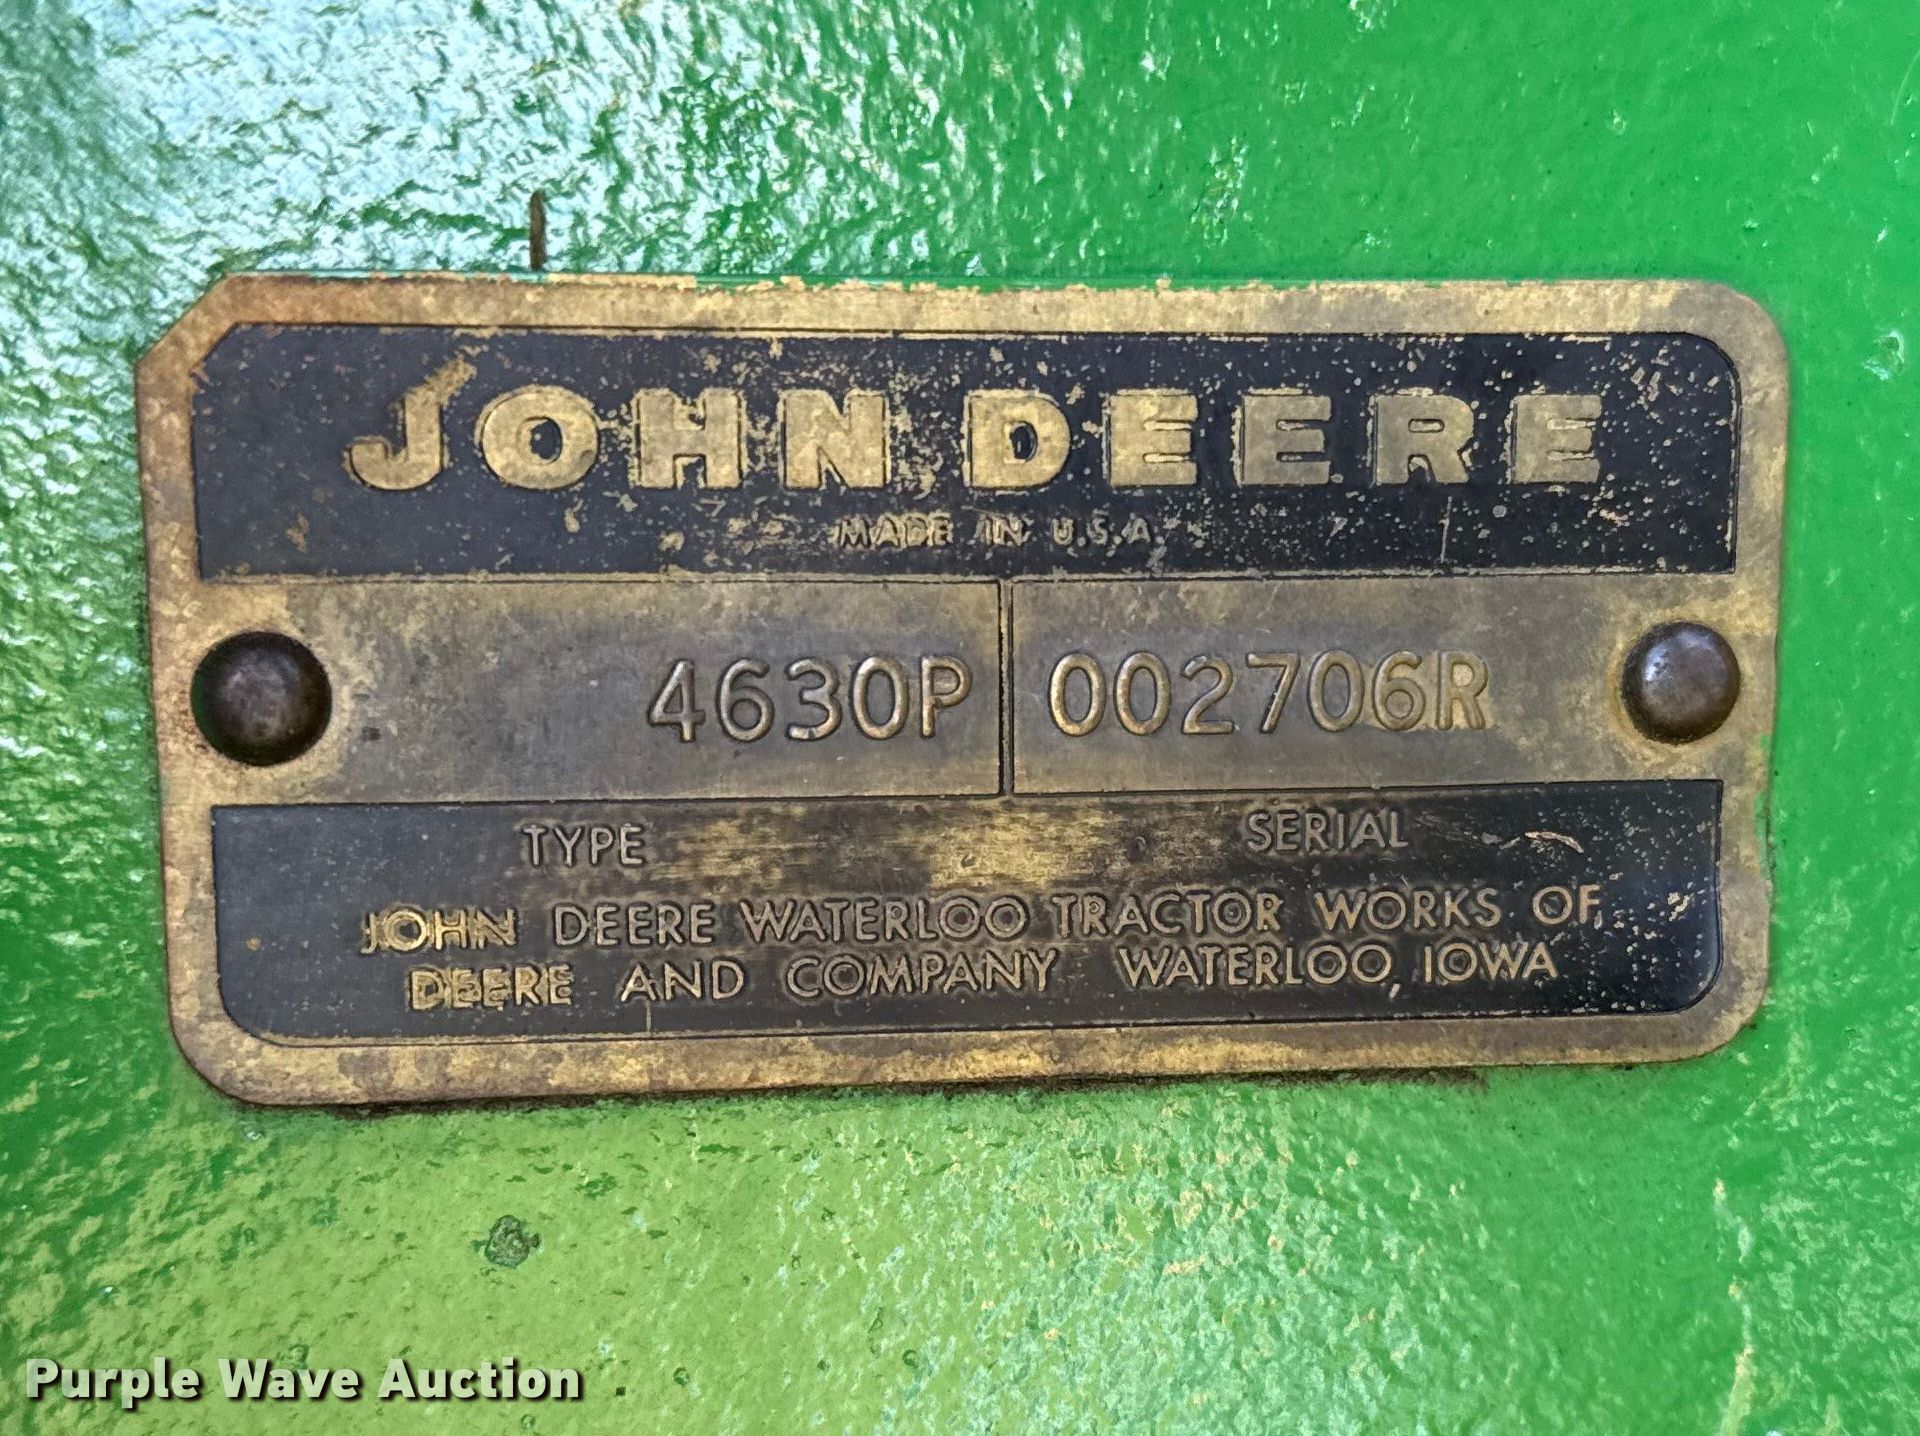 JOHN DEERE
MADE IN U.S.A.
4630P 002706R
TYPE SERIAL
JOHN DEERE WATERLOO TRACTOR WORKS OF
DEERE AND COMPANY WATERLOO, IOWA
Purple Wave Auction